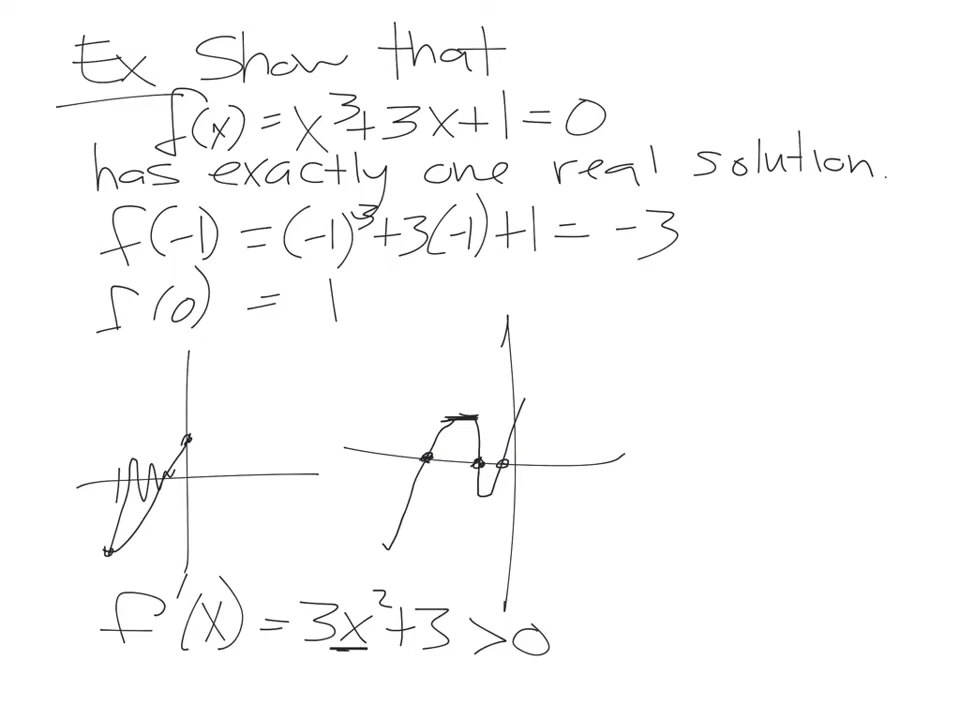 Ex Show that
f(x) = x³+3x+1=0
has exactly one real solution.
f(-1) = (-1)³+3(-1)+1 = -3
f(0) = 1
f'(x) = 3x²+3>0